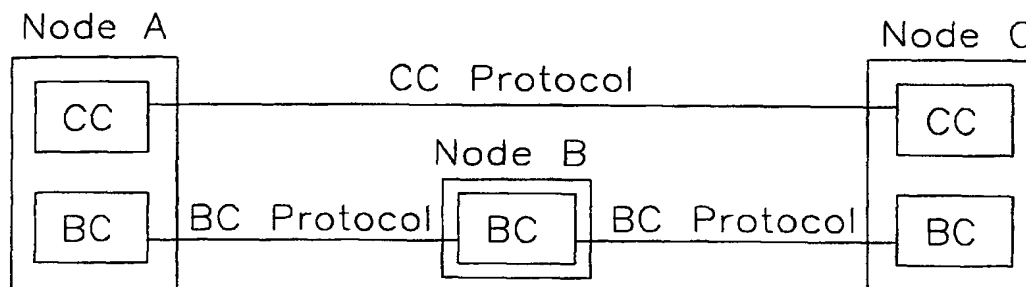 Node A
Node C
CC Protocol
CC
CC
Node B
BC
BC Protocol
BC
BC Protocol
BC